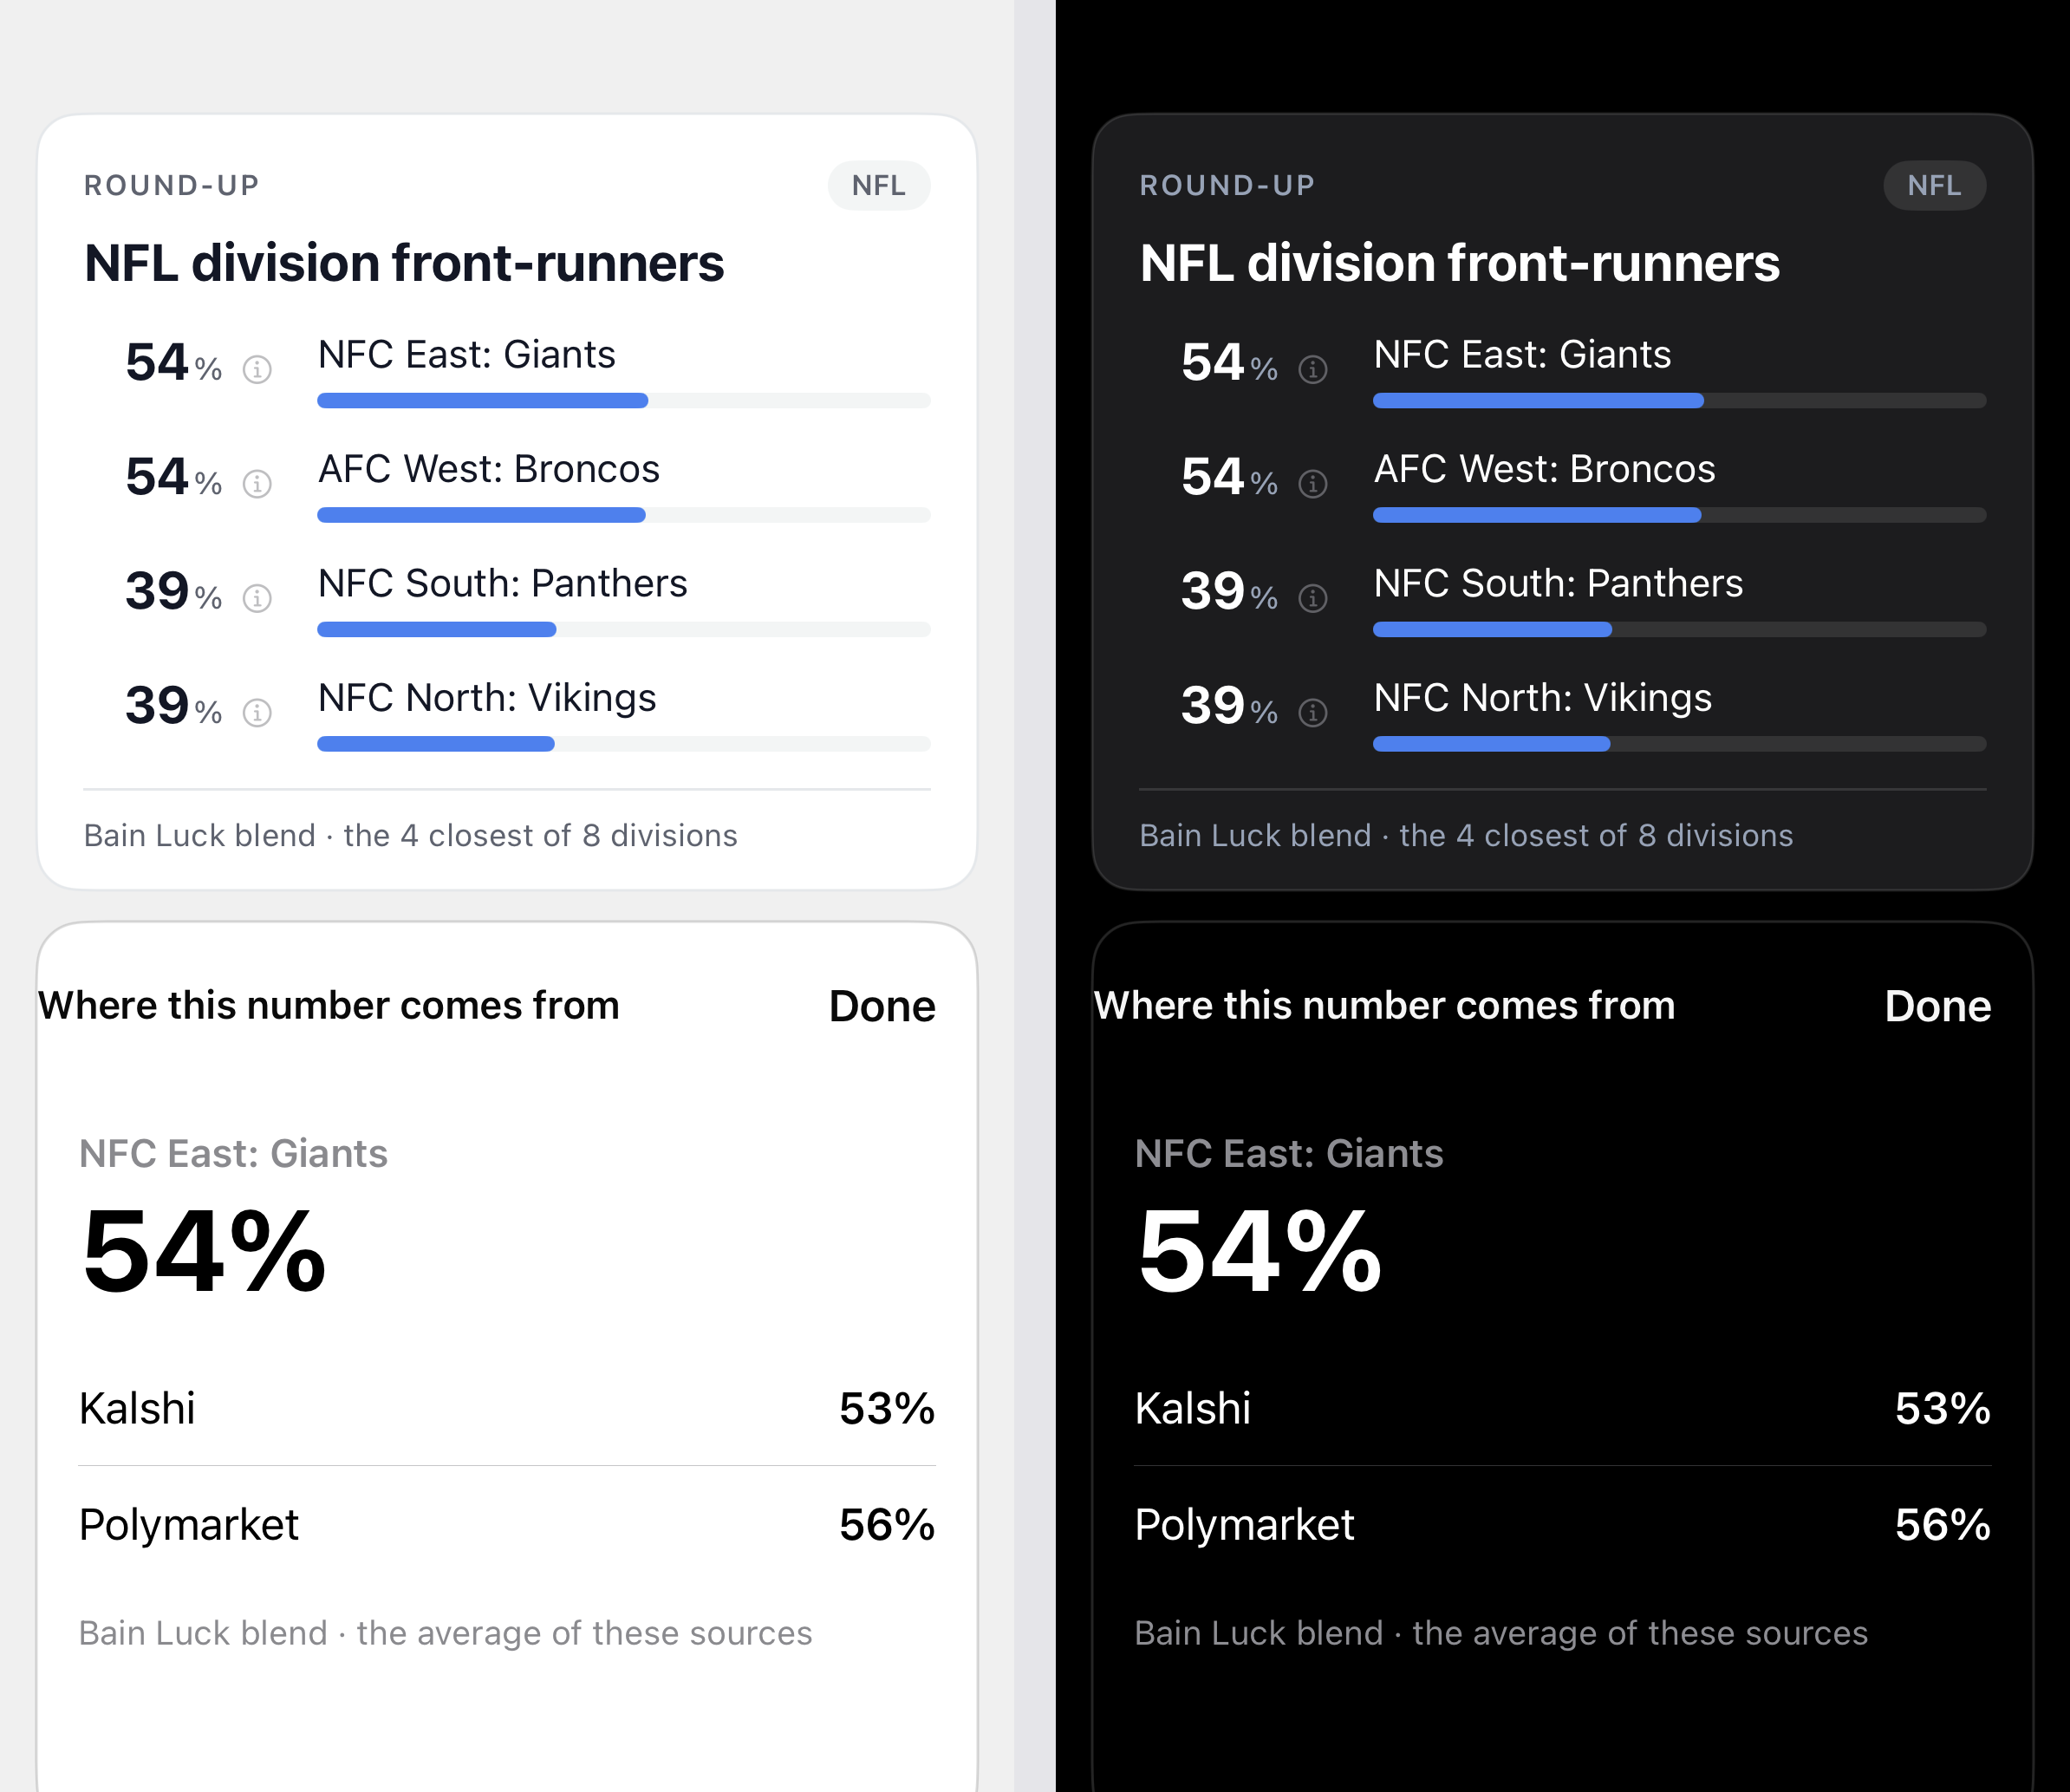 ROUND-UP NFL
NFL division front-runners
54% NFC East: Giants
54% AFC West: Broncos
39% NFC South: Panthers
39% NFC North: Vikings
Bain Luck blend · the 4 closest of 8 divisions
Where this number comes from Done
NFC East: Giants
54%
Kalshi 53%
Polymarket 56%
Bain Luck blend · the average of these sources
ROUND-UP NFL
NFL division front-runners
54% NFC East: Giants
54% AFC West: Broncos
39% NFC South: Panthers
39% NFC North: Vikings
Bain Luck blend · the 4 closest of 8 divisions
Where this number comes from Done
NFC East: Giants
54%
Kalshi 53%
Polymarket 56%
Bain Luck blend · the average of these sources